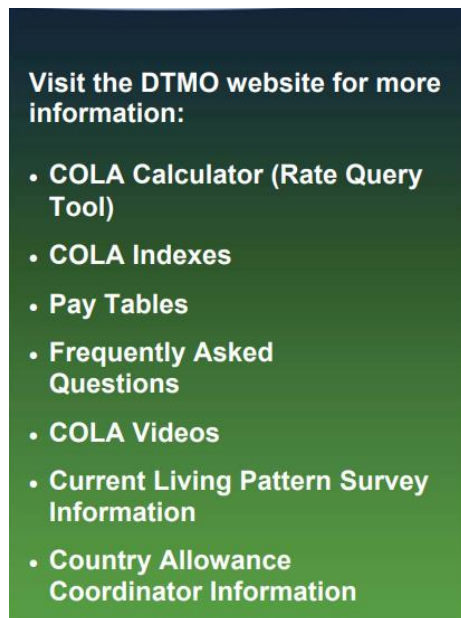 Visit the DTMO website for more
information:
• COLA Calculator (Rate Query
Tool)
• COLA Indexes
• Pay Tables
• Frequently Asked
Questions
• COLA Videos
• Current Living Pattern Survey
Information
• Country Allowance
Coordinator Information